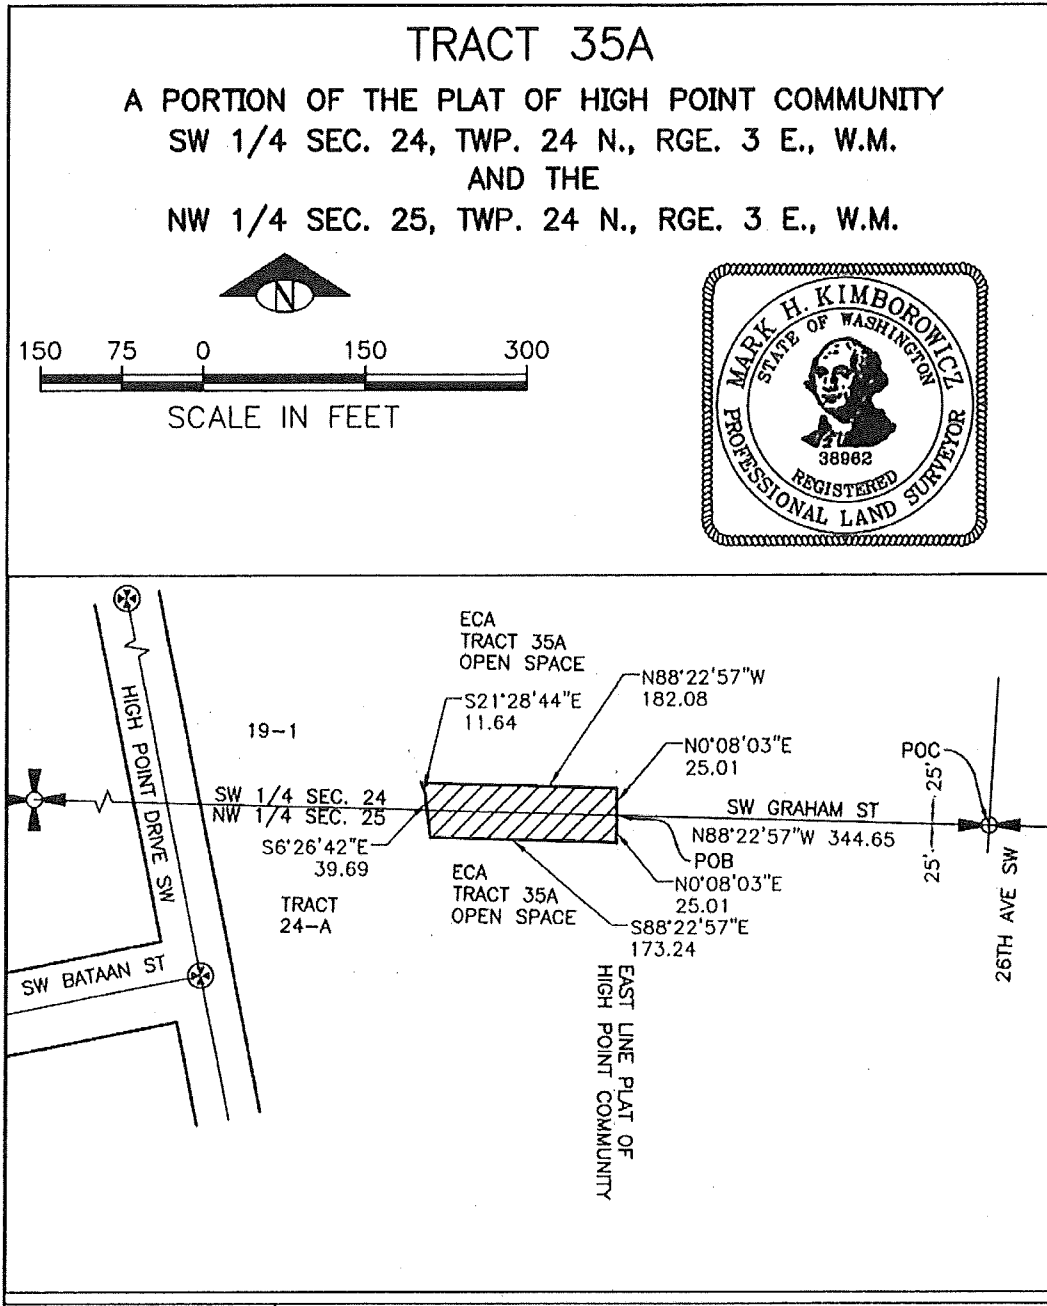 TRACT 35A
A PORTION OF THE PLAT OF HIGH POINT COMMUNITY
SW 1/4 SEC. 24, TWP. 24 N., RGE. 3 E., W.M.
AND THE
NW 1/4 SEC. 25, TWP. 24 N., RGE. 3 E., W.M.
N
150 75 0 150 300
SCALE IN FEET
MARK H. KIMBOROWICZ
STATE OF WASHINGTON
38962
REGISTERED
PROFESSIONAL LAND SURVEYOR
ECA
TRACT 35A
OPEN SPACE
N88°22'57"W
182.08
S21°28'44"E
11.64
HIGH POINT DRIVE SW
19-1
N0°08'03"E
25.01
POC
25'
SW 1/4 SEC. 24
NW 1/4 SEC. 25
SW GRAHAM ST
N88°22'57"W 344.65
25'
S6°26'42"E
39.69
POB
ECA
TRACT 35A
OPEN SPACE
N0°08'03"E
25.01
TRACT
24-A
S88°22'57"E
173.24
26TH AVE SW
SW BATAAN ST
EAST LINE PLAT OF
HIGH POINT COMMUNITY